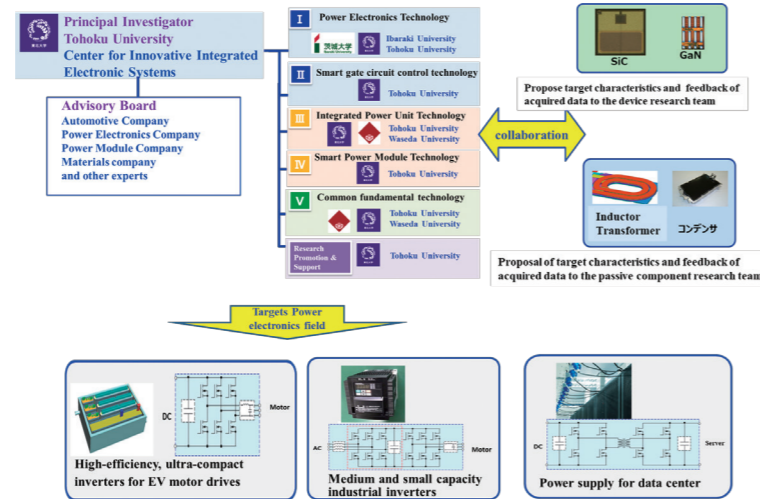 Principal Investigator
Tohoku University
Center for Innovative Integrated
Electronic Systems
Advisory Board
Automotive Company
Power Electronics Company
Power Module Company
Materials company
and other experts
I
Power Electronics Technology
茨城大学
Ibaraki University
Tohoku University
II
Smart gate circuit control technology
Tohoku University
III
Integrated Power Unit Technology
Tohoku University
Waseda University
IV
Smart Power Module Technology
Tohoku University
V
Common fundamental technology
Tohoku University
Waseda University
Research
Promotion &
Support
Tohoku University
collaboration
SiC
GaN
Propose target characteristics and feedback of
acquired data to the device research team
Inductor
Transformer
コンデンサ
Proposal of target characteristics and feedback of
acquired data to the passive component research team
Targets Power
electronics field
DC
Motor
High-efficiency, ultra-compact
inverters for EV motor drives
AC
Motor
Medium and small capacity
industrial inverters
DC
Server
Power supply for data center